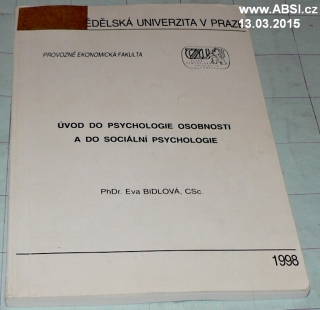 www.ABSI.cz
13.03.2015
DĚLSKÁ UNIVERZITA V PRAZ
PROVOZNĚ EKONOMICKÁ FAKULTA
ÚVOD DO PSYCHOLOGIE OSOBNOSTI
A DO SOCIÁLNÍ PSYCHOLOGIE
PhDr. Eva BIDLOVÁ, CSc.
1998